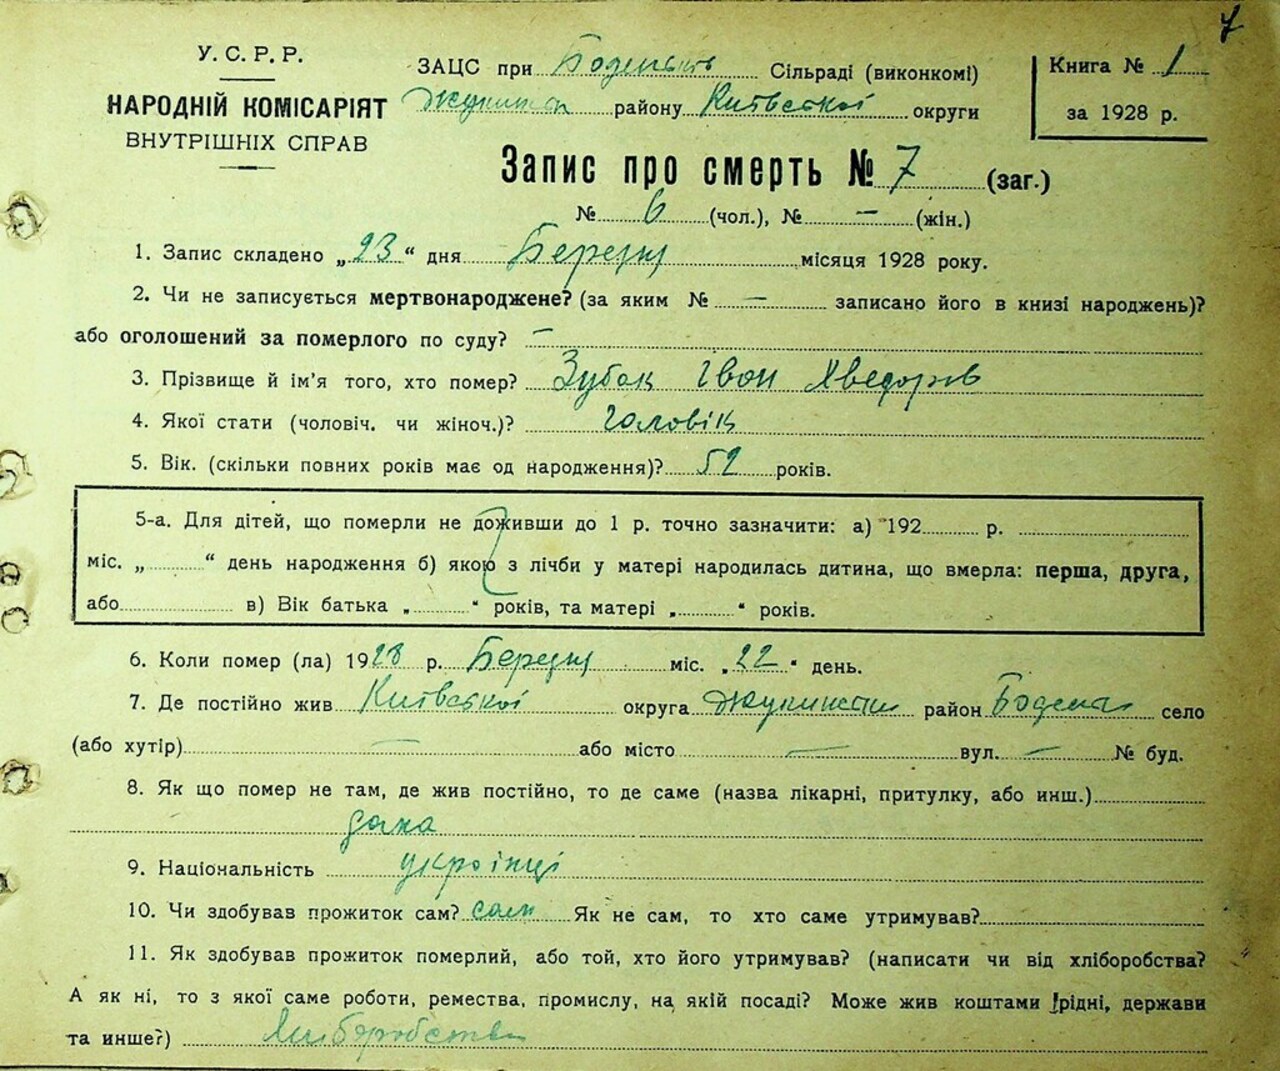 7
У. С. Р. Р.
НАРОДНІЙ КОМІСАРІЯТ
ВНУТРІШНІХ СПРАВ
ЗАЦС при Сільраді (виконкомі)
району Київської округи
Книга № 1
за 1928 р.
Запис про смерть № 7 (заг.)
№ 6 (чол.), № — (жін.)
1. Запис складено „23“ дня Березня місяця 1928 року.
2. Чи не записується мертвонароджене? (за яким № — записано його в книзі народжень)?
або оголошений за померлого по суду? —
3. Прізвище й ім’я того, хто помер? Зубок Іван Хведоров
4. Якої стати (чоловіч. чи жіноч.)? Чоловік
5. Вік. (скільки повних років має од народження)? 52 років.
5-а. Для дітей, що померли не доживши до 1 р. точно зазначити: а) 192 р.
міс. „ “ день народження б) якою з лічби у матері народилась дитина, що вмерла: перша, друга,
або в) Вік батька „ “ років, та матері „ “ років.
6. Коли помер (ла) 1928 р. Березня міс. „22“ день.
7. Де постійно жив Київської округа район село
(або хутір) — або місто — вул. — № буд.
8. Як що помер не там, де жив постійно, то де саме (назва лікарні, притулку, або инш.)
дома
9. Національність українці
10. Чи здобував прожиток сам? сам Як не сам, то хто саме утримував?
11. Як здобував прожиток померлий, або той, хто його утримував? (написати чи від хліборобства?
А як ні, то з якої саме роботи, ремества, промислу, на якій посаді? Може жив коштами рідні, держави
та инше?)